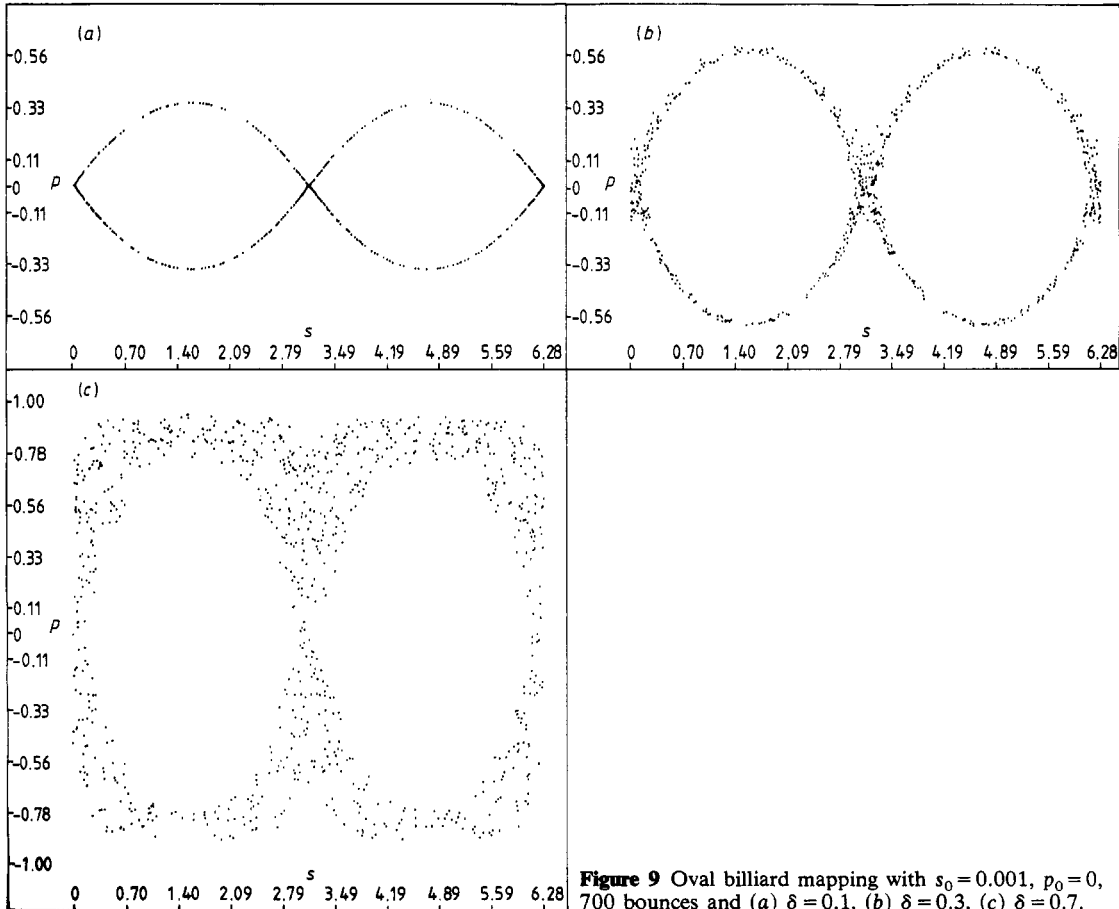 (a)
0.56
0.33
0.11
0 p
-0.11
-0.33
-0.56
s
0 0.70 1.40 2.09 2.79 3.49 4.19 4.89 5.59 6.28
(b)
0.56
0.33
0.11
0 p
-0.11
-0.33
-0.56
s
0 0.70 1.40 2.09 2.79 3.49 4.19 4.89 5.59 6.28
(c)
1.00
0.78
0.56
0.33
0.11
0 p
-0.11
-0.33
-0.56
-0.78
-1.00
s
0 0.70 1.40 2.09 2.79 3.49 4.19 4.89 5.59 6.28
Figure 9 Oval billiard mapping with s₀ = 0.001, p₀ = 0,
700 bounces and (a) δ = 0.1, (b) δ = 0.3, (c) δ = 0.7.